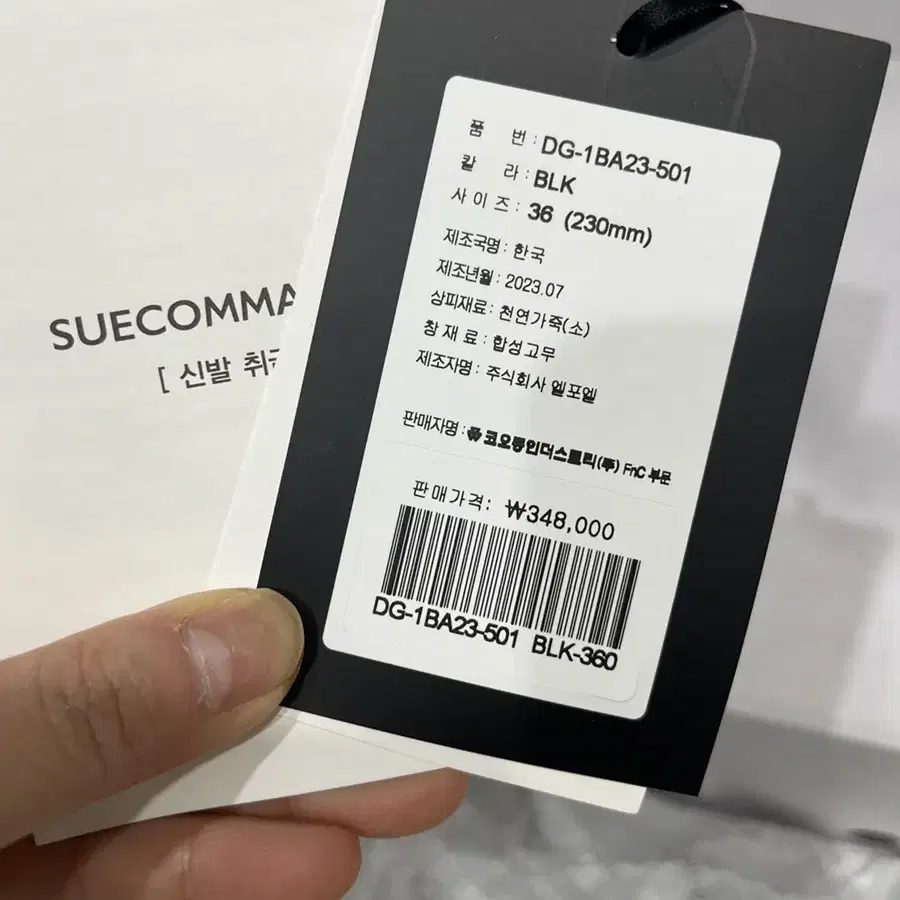 SUECOMMA
[ 신발 취
품 번 : DG-1BA23-501
칼 라 : BLK
사 이 즈 : 36 (230mm)
제조국명 : 한국
제조년월 : 2023.07
상피재료 : 천연가죽(소)
창 재 료 : 합성고무
제조자명 : 주식회사 엘포엘
판매자명 : 코오롱인더스트리(주) FnC 부문
판매가격: ₩348,000
DG-1BA23-501 BLK-360